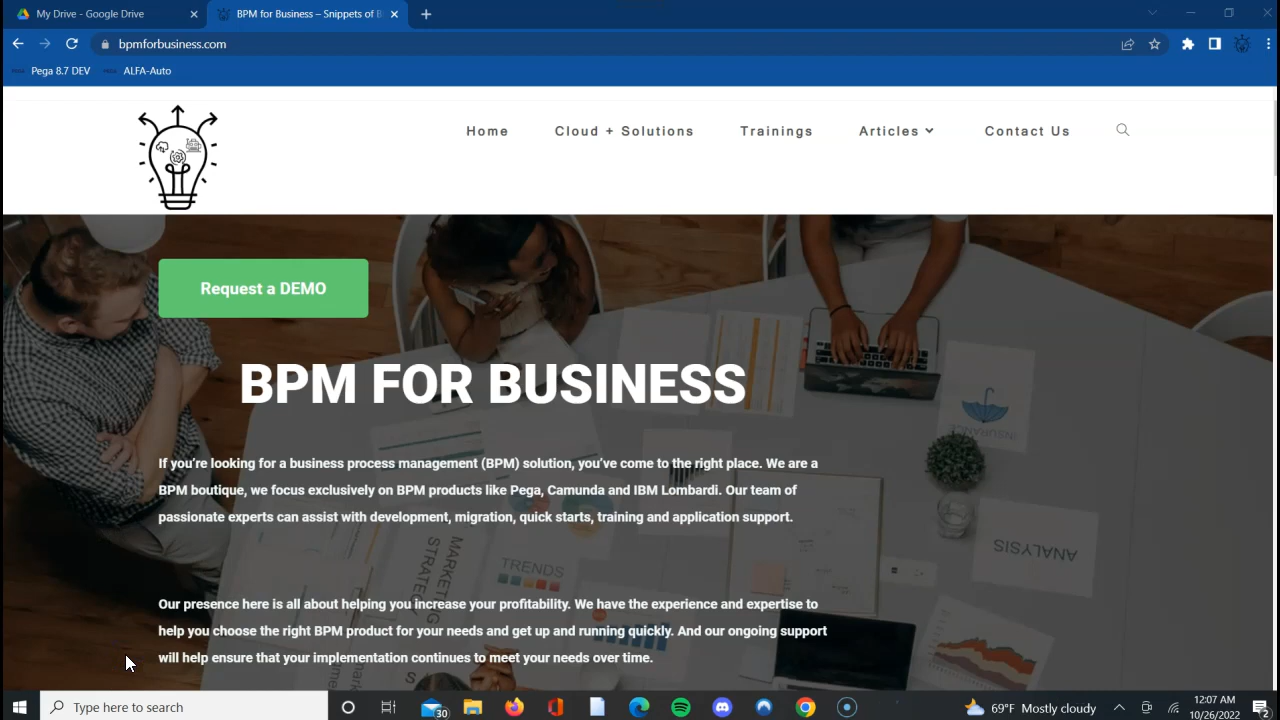 My Drive - Google Drive
BPM for Business – Snippets of B
bpmforbusiness.com
Pega 8.7 DEV
ALFA-Auto
Home
Cloud + Solutions
Trainings
Articles
Contact Us
Request a DEMO
BPM FOR BUSINESS
If you're looking for a business process management (BPM) solution, you've come to the right place. We are a
BPM boutique, we focus exclusively on BPM products like Pega, Camunda and IBM Lombardi. Our team of
passionate experts can assist with development, migration, quick starts, training and application support.
INSURANCE
ANALYSIS
TRENDS
MARKETING
STRATEGY
Our presence here is all about helping you increase your profitability. We have the experience and expertise to
help you choose the right BPM product for your needs and get up and running quickly. And our ongoing support
will help ensure that your implementation continues to meet your needs over time.
Type here to search
30
69°F Mostly cloudy
12:07 AM
10/26/2022
2